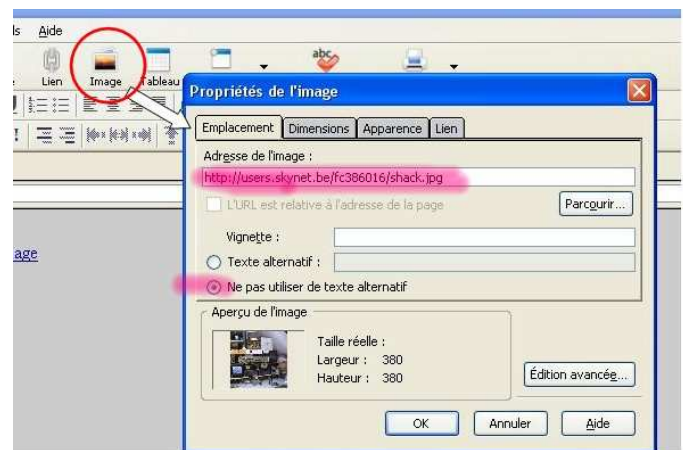 ls Aide
abc
Lien Image Tableau
Propriétés de l'image
Emplacement Dimensions Apparence Lien
Adresse de l'image :
http://users.skynet.be/fc386016/shack.jpg
L'URL est relative à l'adresse de la page
Parcourir...
Vignette :
Texte alternatif :
Ne pas utiliser de texte alternatif
age
Aperçu de l'image
Taille réelle :
Largeur : 380
Hauteur : 380
Édition avancée...
OK Annuler Aide